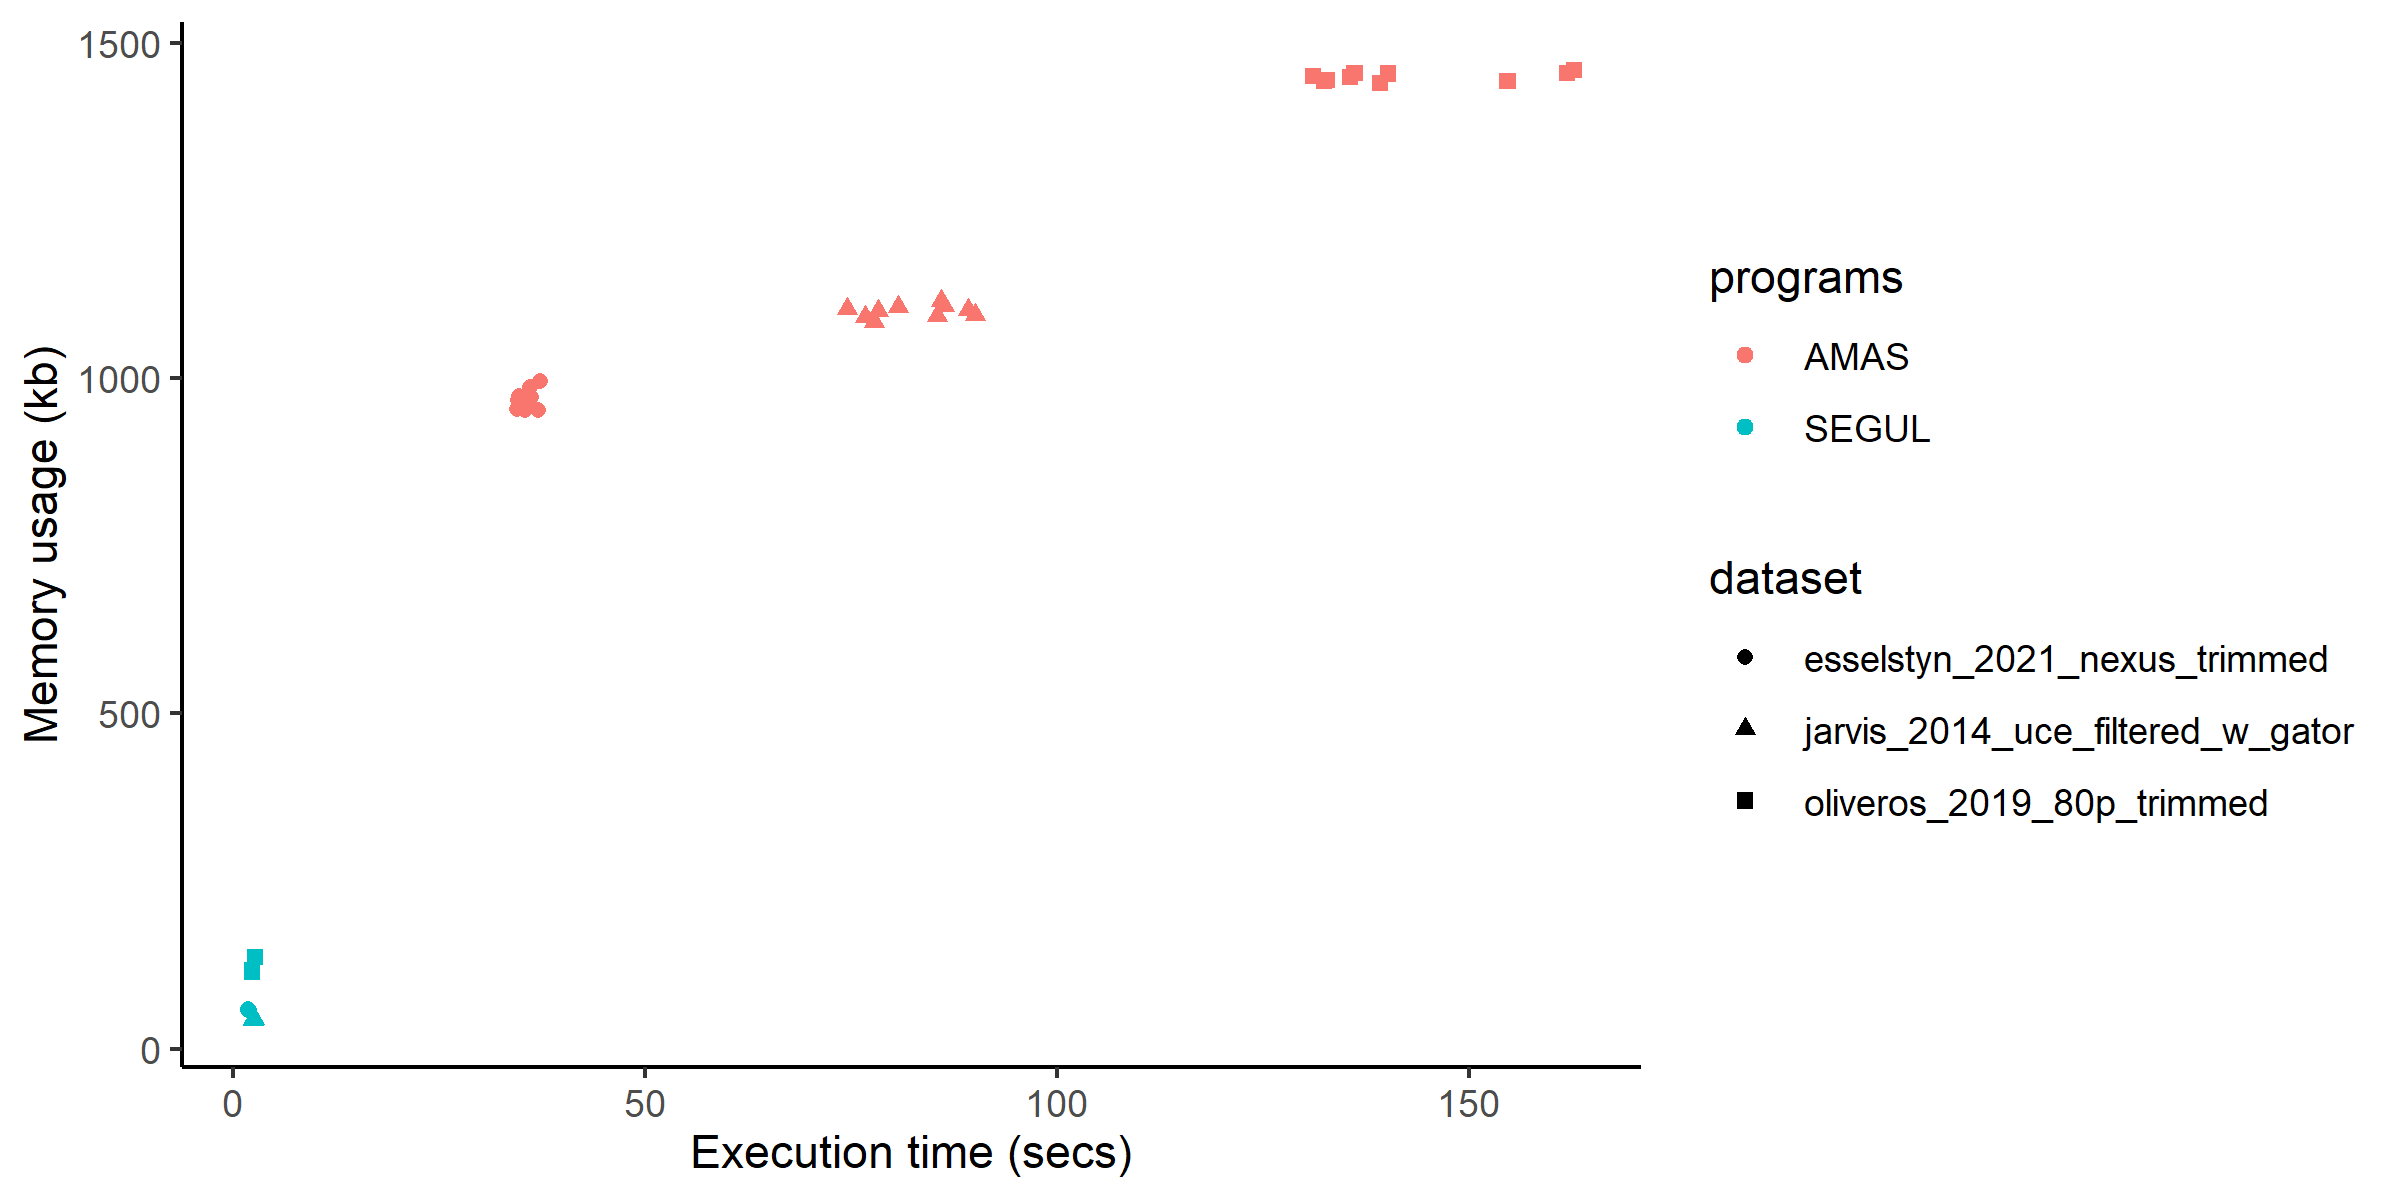 1500
1000
500
0
0
50
100
150
Memory usage (kb)
Execution time (secs)
programs
AMAS
SEGUL
dataset
esselstyn_2021_nexus_trimmed
jarvis_2014_uce_filtered_w_gator
oliveros_2019_80p_trimmed